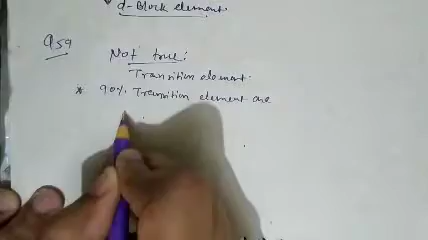 * d-Block element.
Q59
Not true:
Transition element.
* 90% Transition element are